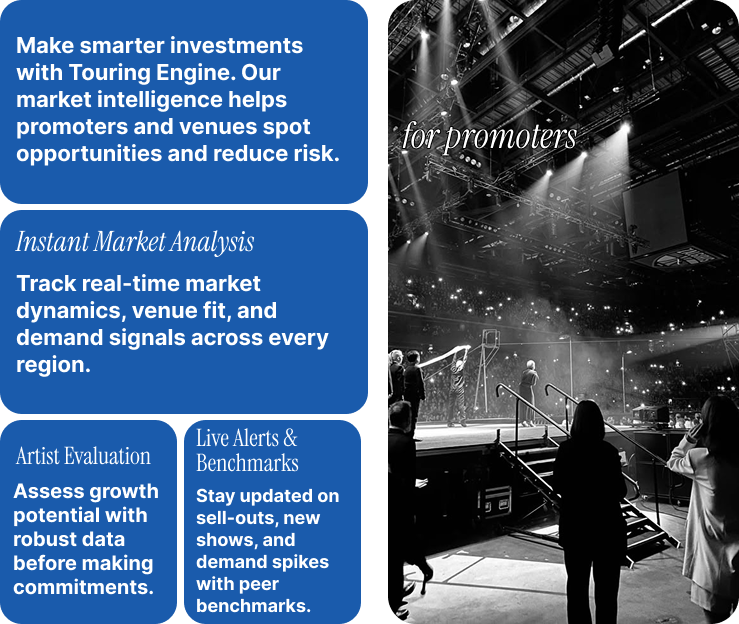 Make smarter investments
with Touring Engine. Our
market intelligence helps
promoters and venues spot
opportunities and reduce risk.
for promoters
Instant Market Analysis
Track real-time market
dynamics, venue fit, and
demand signals across every
region.
Artist Evaluation
Assess growth
potential with
robust data
before making
commitments.
Live Alerts &
Benchmarks
Stay updated on
sell-outs, new
shows, and
demand spikes
with peer
benchmarks.